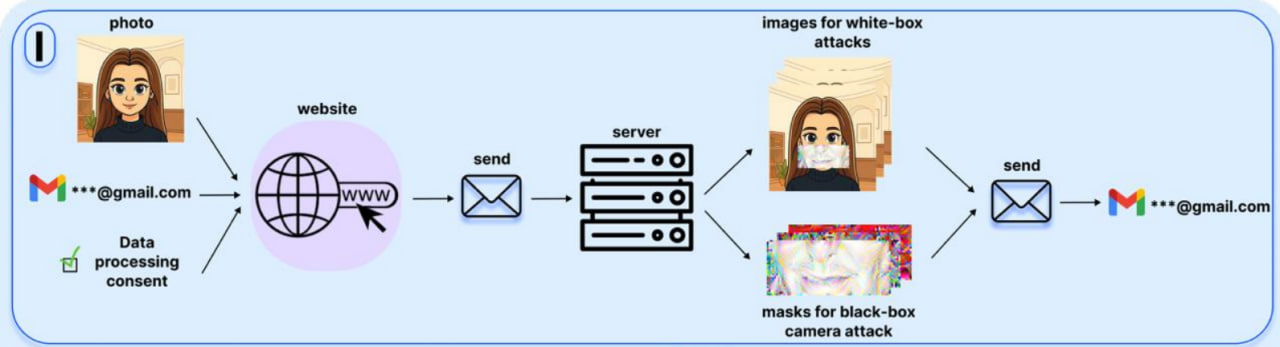 I
photo
***@gmail.com
Data
processing
consent
website
www
send
server
images for white-box
attacks
masks for black-box
camera attack
send
***@gmail.com